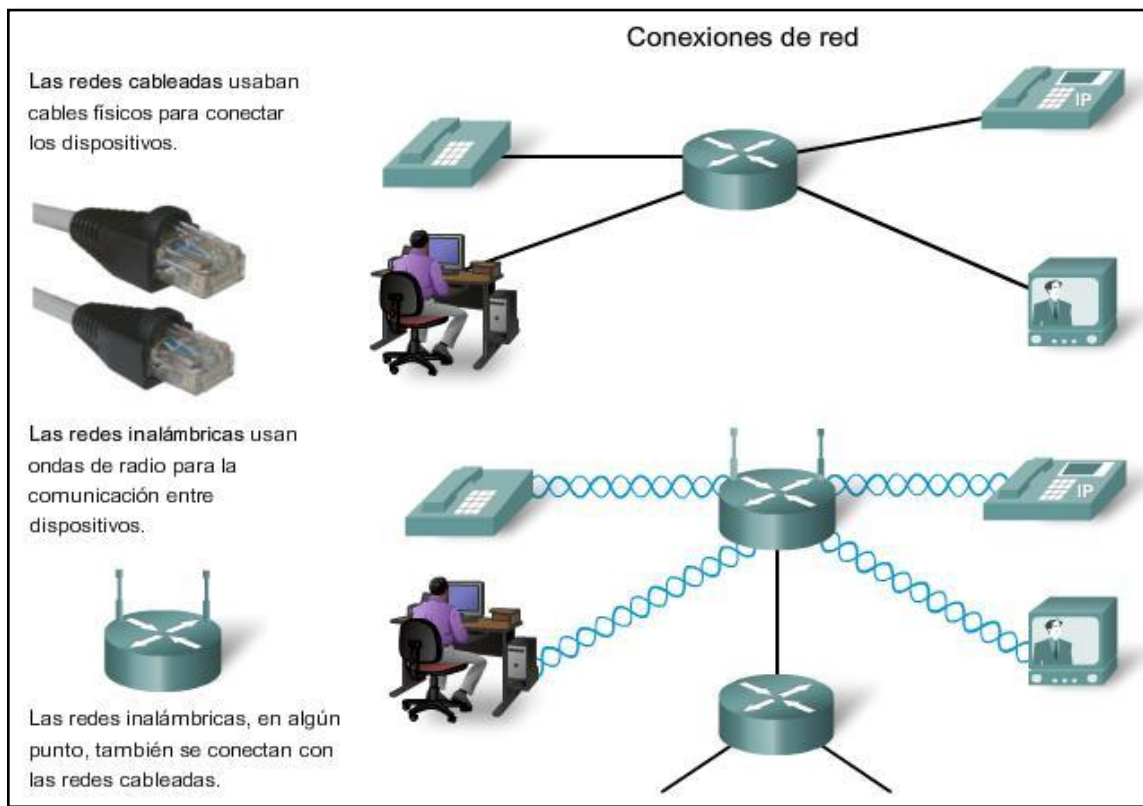 Conexiones de red
Las redes cableadas usaban
cables físicos para conectar
los dispositivos.
IP
Las redes inalámbricas usan
ondas de radio para la
comunicación entre
dispositivos.
IP
Las redes inalámbricas, en algún
punto, también se conectan con
las redes cableadas.